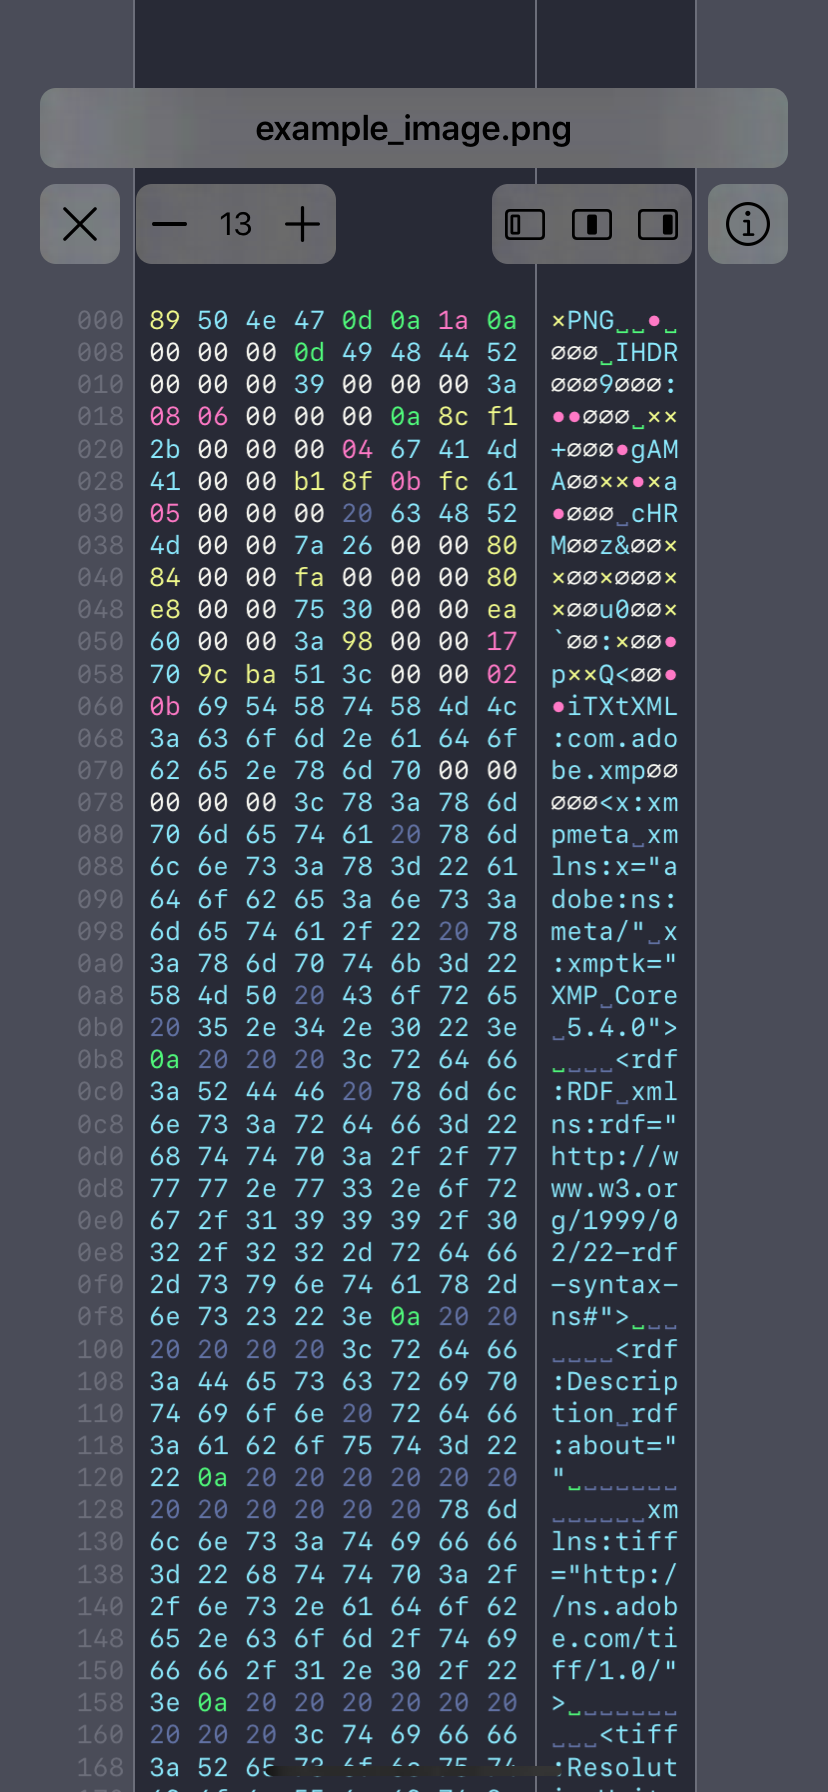 example_image.png
13
000 89 50 4e 47 0d 0a 1a 0a ×PNG␣␣•␣
008 00 00 00 0d 49 48 44 52 ∅∅∅␣IHDR
010 00 00 00 39 00 00 00 3a ∅∅∅9∅∅∅:
018 08 06 00 00 00 0a 8c f1 ••∅∅∅␣××
020 2b 00 00 00 04 67 41 4d +∅∅∅•gAM
028 41 00 00 b1 8f 0b fc 61 A∅∅××•×a
030 05 00 00 00 20 63 48 52 •∅∅∅␣cHR
038 4d 00 00 7a 26 00 00 80 M∅∅z&∅∅×
040 84 00 00 fa 00 00 00 80 ×∅∅×∅∅∅×
048 e8 00 00 75 30 00 00 ea ×∅∅u0∅∅×
050 60 00 00 3a 98 00 00 17 `∅∅:×∅∅•
058 70 9c ba 51 3c 00 00 02 p××Q<∅∅•
060 0b 69 54 58 74 58 4d 4c •iTXtXML
068 3a 63 6f 6d 2e 61 64 6f :com.ado
070 62 65 2e 78 6d 70 00 00 be.xmp∅∅
078 00 00 00 3c 78 3a 78 6d ∅∅∅<x:xm
080 70 6d 65 74 61 20 78 6d pmeta␣xm
088 6c 6e 73 3a 78 3d 22 61 lns:x="a
090 64 6f 62 65 3a 6e 73 3a dobe:ns:
098 6d 65 74 61 2f 22 20 78 meta/"␣x
0a0 3a 78 6d 70 74 6b 3d 22 :xmptk="
0a8 58 4d 50 20 43 6f 72 65 XMP␣Core
0b0 20 35 2e 34 2e 30 22 3e ␣5.4.0">
0b8 0a 20 20 20 3c 72 64 66 ␣␣␣␣<rdf
0c0 3a 52 44 46 20 78 6d 6c :RDF␣xml
0c8 6e 73 3a 72 64 66 3d 22 ns:rdf="
0d0 68 74 74 70 3a 2f 2f 77 http://w
0d8 77 77 2e 77 33 2e 6f 72 ww.w3.or
0e0 67 2f 31 39 39 39 2f 30 g/1999/0
0e8 32 2f 32 32 2d 72 64 66 2/22-rdf
0f0 2d 73 79 6e 74 61 78 2d -syntax-
0f8 6e 73 23 22 3e 0a 20 20 ns#">␣␣␣
100 20 20 20 20 3c 72 64 66 ␣␣␣␣<rdf
108 3a 44 65 73 63 72 69 70 :Descrip
110 74 69 6f 6e 20 72 64 66 tion␣rdf
118 3a 61 62 6f 75 74 3d 22 :about="
120 22 0a 20 20 20 20 20 20 "␣␣␣␣␣␣␣
128 20 20 20 20 20 20 78 6d ␣␣␣␣␣␣xm
130 6c 6e 73 3a 74 69 66 66 lns:tiff
138 3d 22 68 74 74 70 3a 2f ="http:/
140 2f 6e 73 2e 61 64 6f 62 /ns.adob
148 65 2e 63 6f 6d 2f 74 69 e.com/ti
150 66 66 2f 31 2e 30 2f 22 ff/1.0/"
158 3e 0a 20 20 20 20 20 20 >␣␣␣␣␣␣␣
160 20 20 20 3c 74 69 66 66 ␣␣␣<tiff
168 3a 52 65 73 6f 6c 75 74 :Resolut